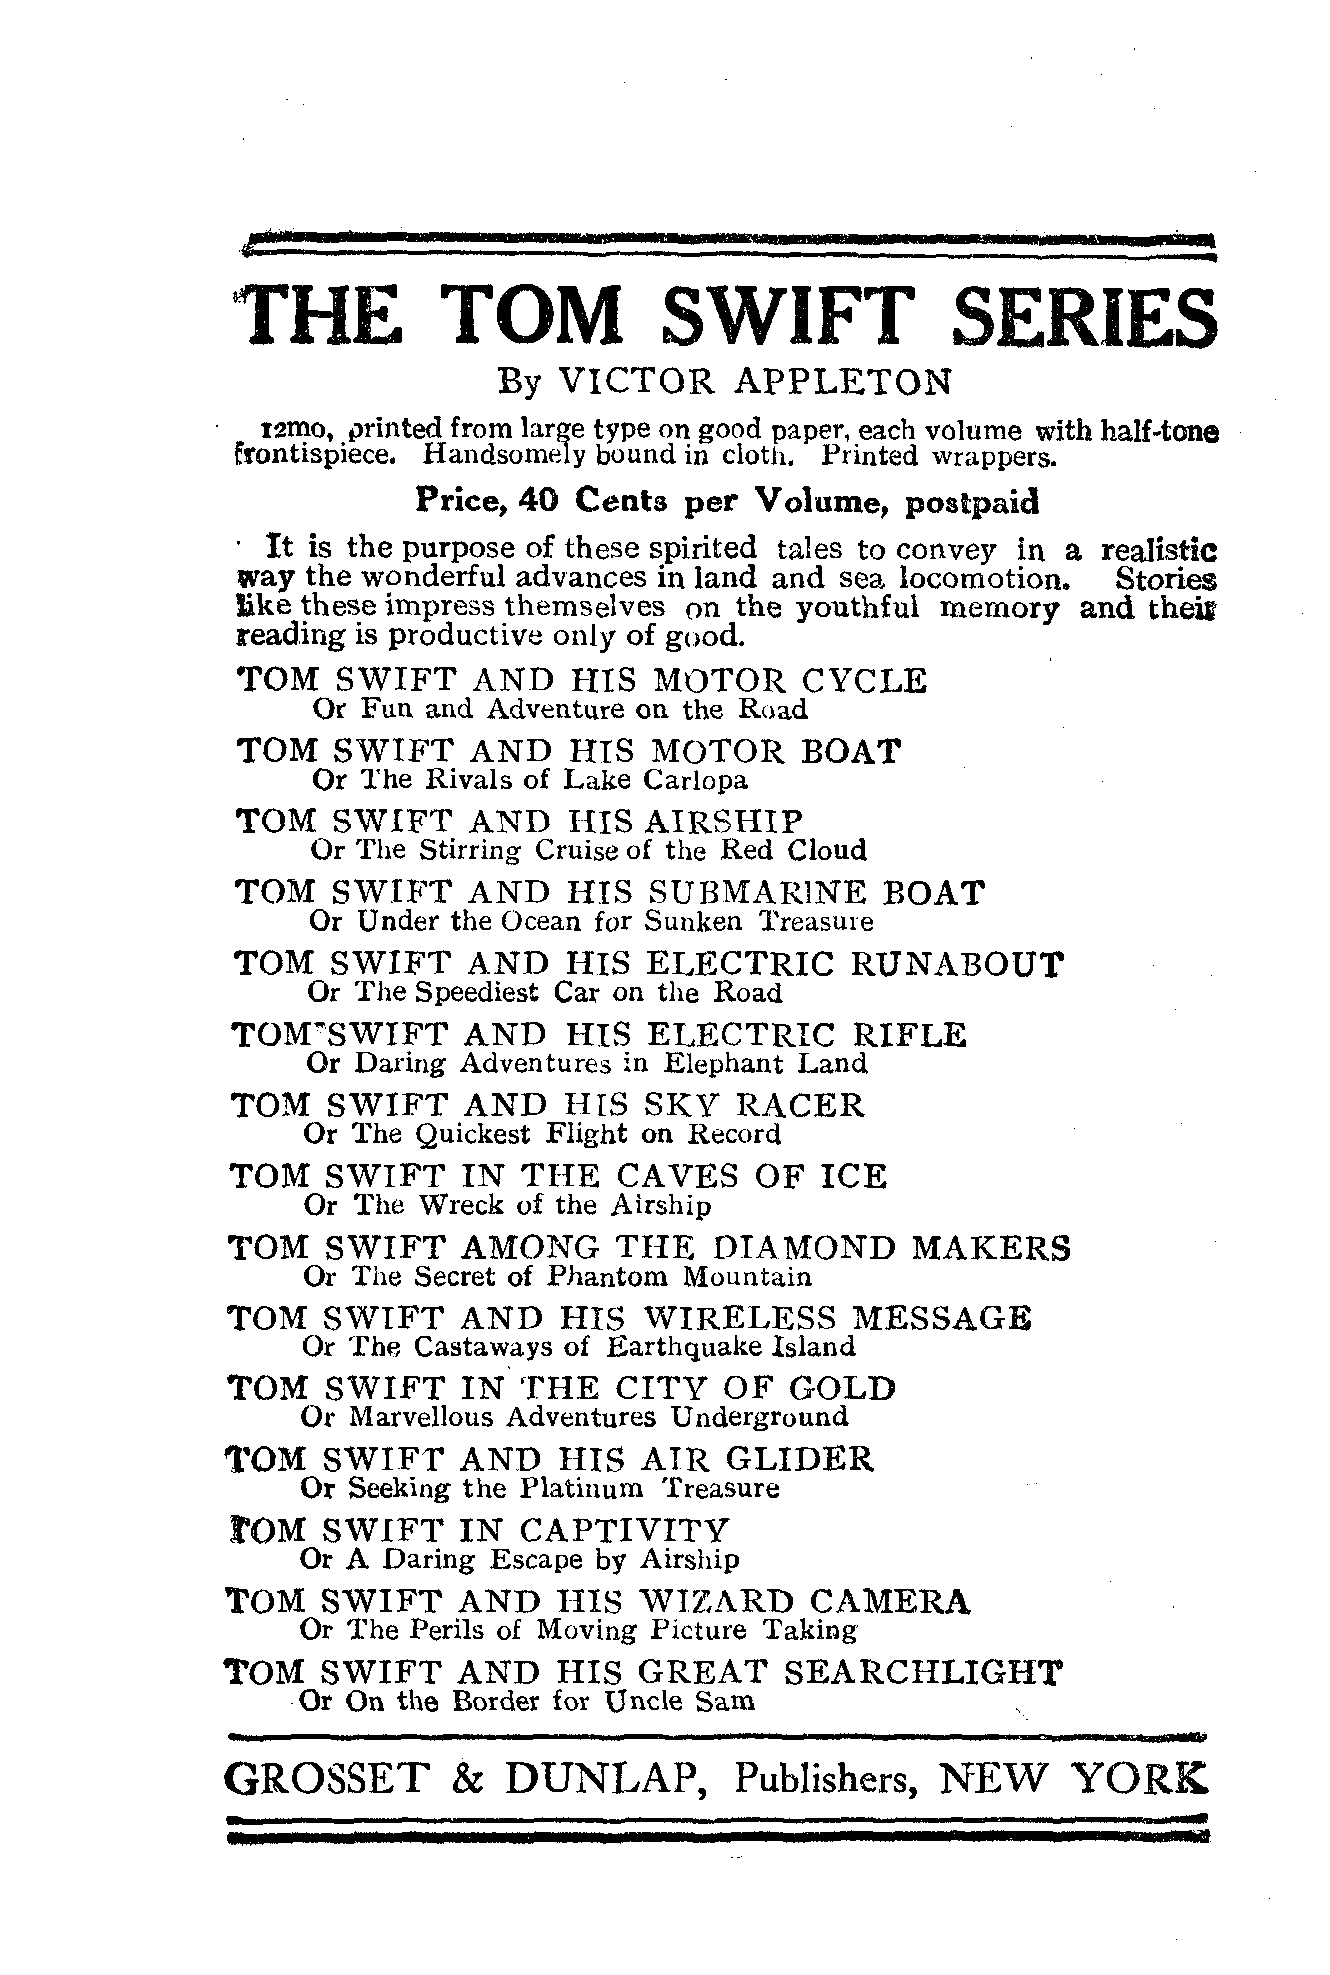 THE TOM SWIFT SERIES
By VICTOR APPLETON
12mo, printed from large type on good paper, each volume with half-tone
frontispiece. Handsomely bound in cloth. Printed wrappers.
Price, 40 Cents per Volume, postpaid
It is the purpose of these spirited tales to convey in a realistic
way the wonderful advances in land and sea locomotion. Stories
like these impress themselves on the youthful memory and their
reading is productive only of good.
TOM SWIFT AND HIS MOTOR CYCLE
Or Fun and Adventure on the Road
TOM SWIFT AND HIS MOTOR BOAT
Or The Rivals of Lake Carlopa
TOM SWIFT AND HIS AIRSHIP
Or The Stirring Cruise of the Red Cloud
TOM SWIFT AND HIS SUBMARINE BOAT
Or Under the Ocean for Sunken Treasure
TOM SWIFT AND HIS ELECTRIC RUNABOUT
Or The Speediest Car on the Road
TOM SWIFT AND HIS ELECTRIC RIFLE
Or Daring Adventures in Elephant Land
TOM SWIFT AND HIS SKY RACER
Or The Quickest Flight on Record
TOM SWIFT IN THE CAVES OF ICE
Or The Wreck of the Airship
TOM SWIFT AMONG THE DIAMOND MAKERS
Or The Secret of Phantom Mountain
TOM SWIFT AND HIS WIRELESS MESSAGE
Or The Castaways of Earthquake Island
TOM SWIFT IN THE CITY OF GOLD
Or Marvellous Adventures Underground
TOM SWIFT AND HIS AIR GLIDER
Or Seeking the Platinum Treasure
TOM SWIFT IN CAPTIVITY
Or A Daring Escape by Airship
TOM SWIFT AND HIS WIZARD CAMERA
Or The Perils of Moving Picture Taking
TOM SWIFT AND HIS GREAT SEARCHLIGHT
Or On the Border for Uncle Sam
GROSSET & DUNLAP, Publishers, NEW YORK